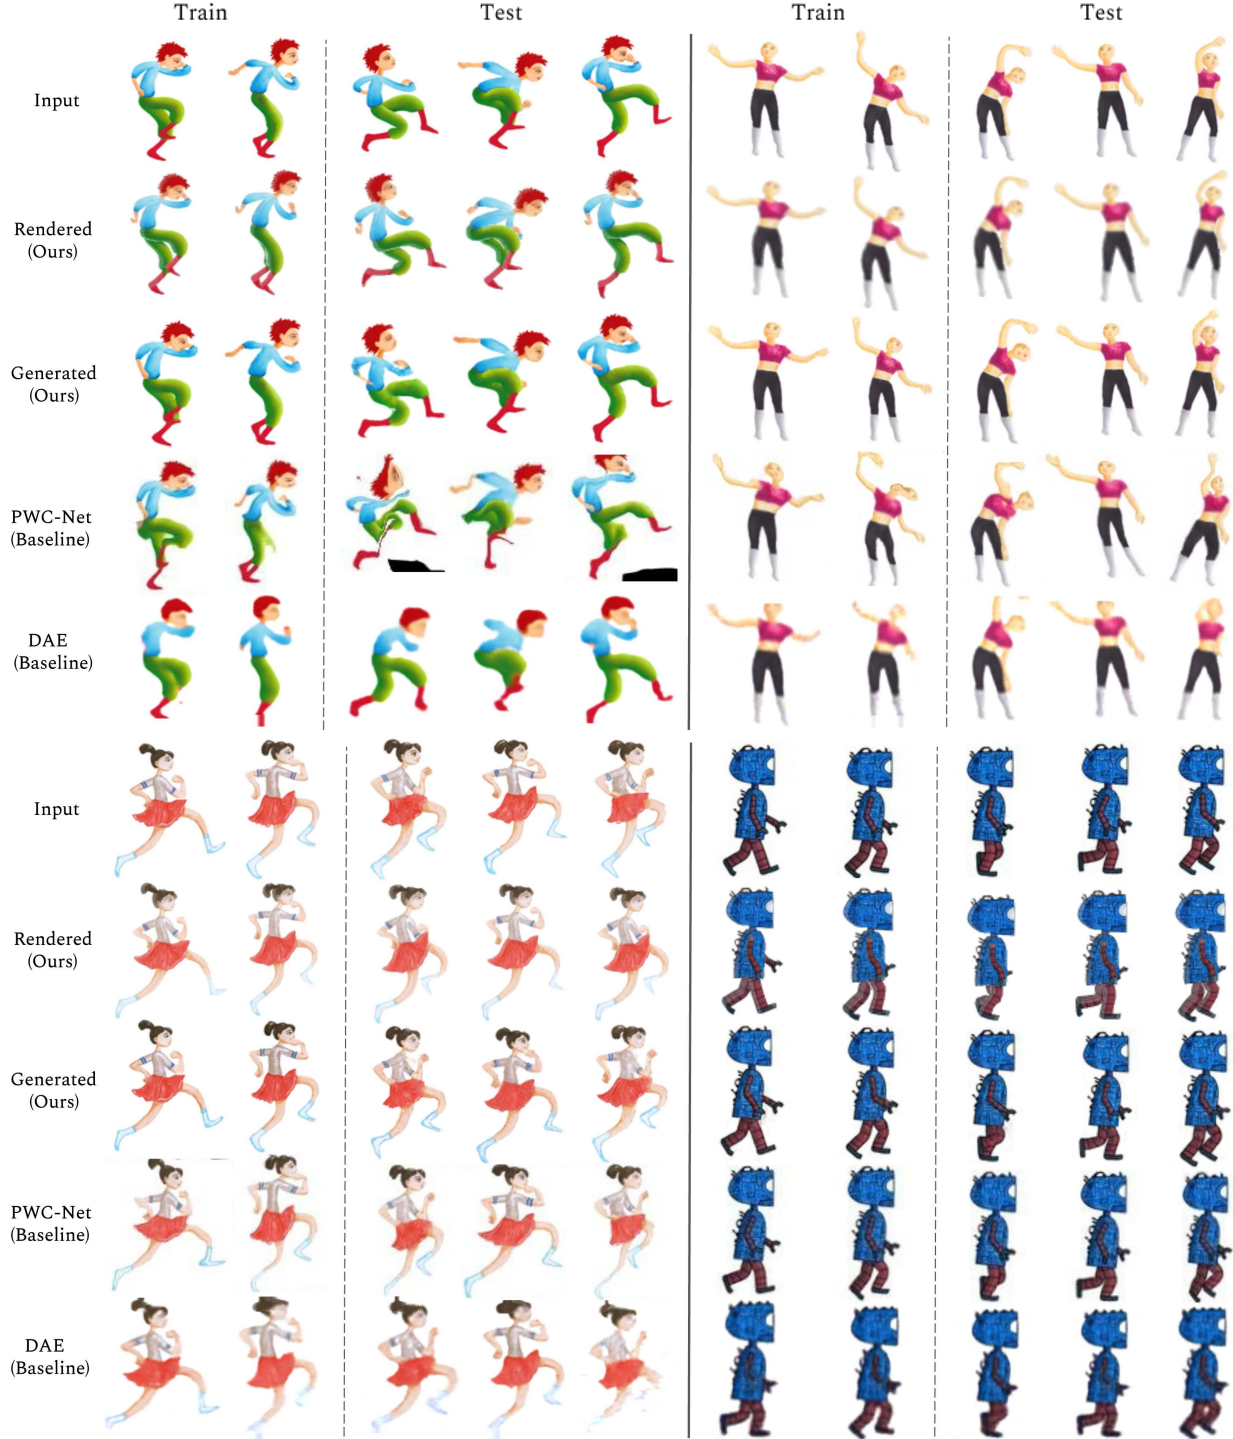 Train
Test
Train
Test
Input
Rendered
(Ours)
Generated
(Ours)
PWC-Net
(Baseline)
DAE
(Baseline)
Input
Rendered
(Ours)
Generated
(Ours)
PWC-Net
(Baseline)
DAE
(Baseline)